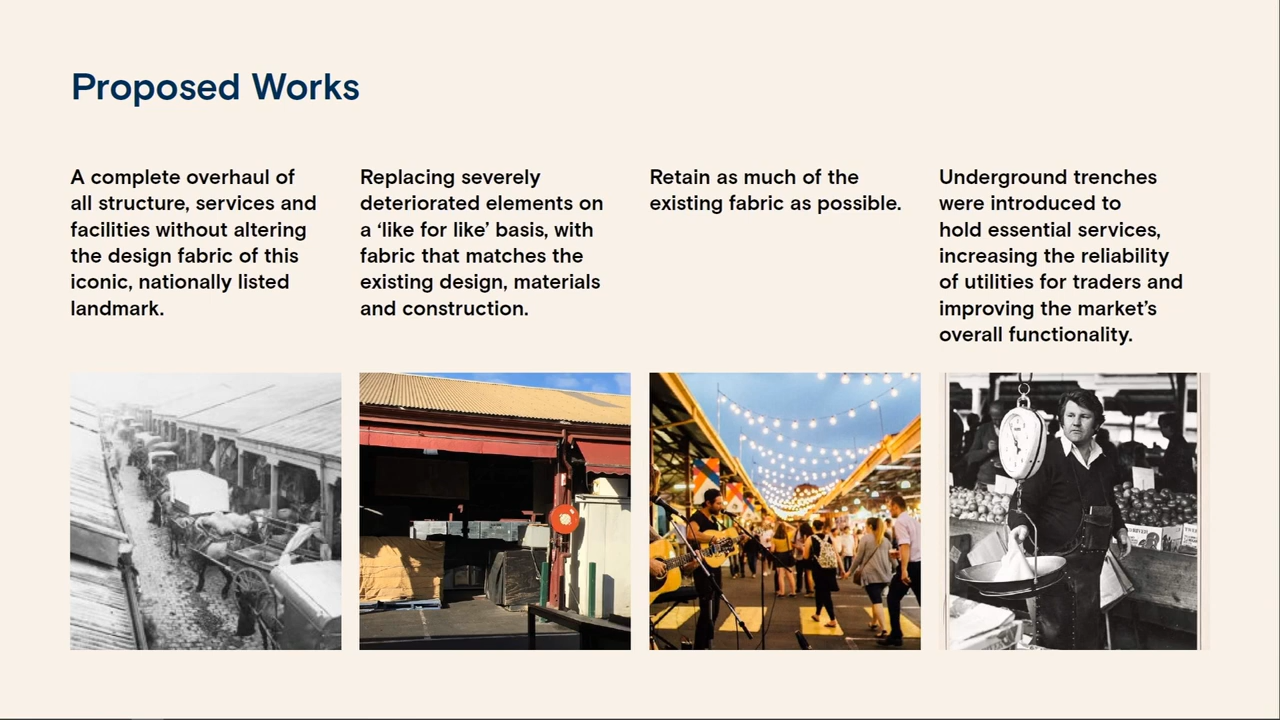 Proposed Works
A complete overhaul of
all structure, services and
facilities without altering
the design fabric of this
iconic, nationally listed
landmark.
Replacing severely
deteriorated elements on
a ‘like for like’ basis, with
fabric that matches the
existing design, materials
and construction.
Retain as much of the
existing fabric as possible.
Underground trenches
were introduced to
hold essential services,
increasing the reliability
of utilities for traders and
improving the market’s
overall functionality.